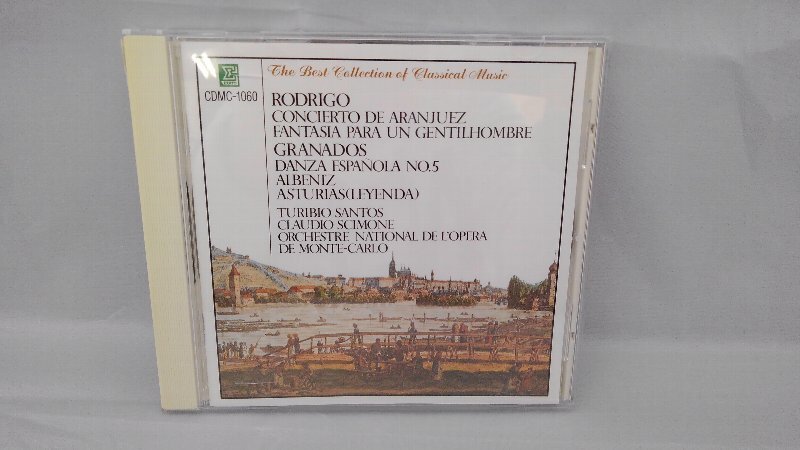 The Best Collection of Classical Music
CDMC-1060
RODRIGO
CONCIERTO DE ARANJUEZ
FANTASIA PARA UN GENTILHOMBRE
GRANADOS
DANZA ESPAÑOLA NO.5
ALBENIZ
ASTURIAS(LEYENDA)
TURIBIO SANTOS
CLAUDIO SCIMONE
ORCHESTRE NATIONAL DE L'OPERA
DE MONTE-CARLO